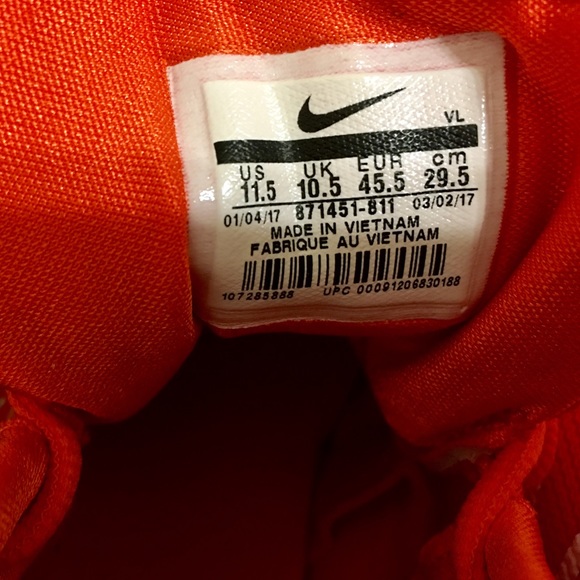 VL
US UK EUR cm
11.5 10.5 45.5 29.5
01/04/17 871451-811 03/02/17
MADE IN VIETNAM
FABRIQUE AU VIETNAM
107285888 UPC 00091206830188